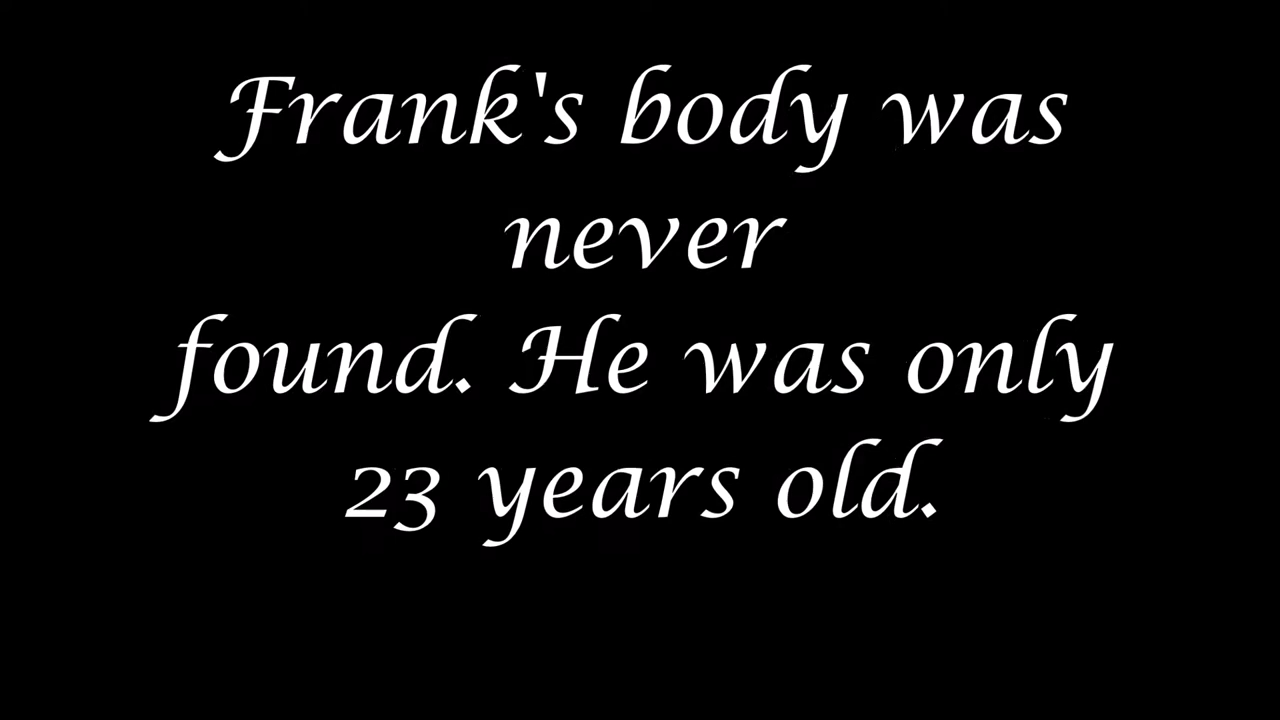 Frank's body was
never
found. He was only
23 years old.